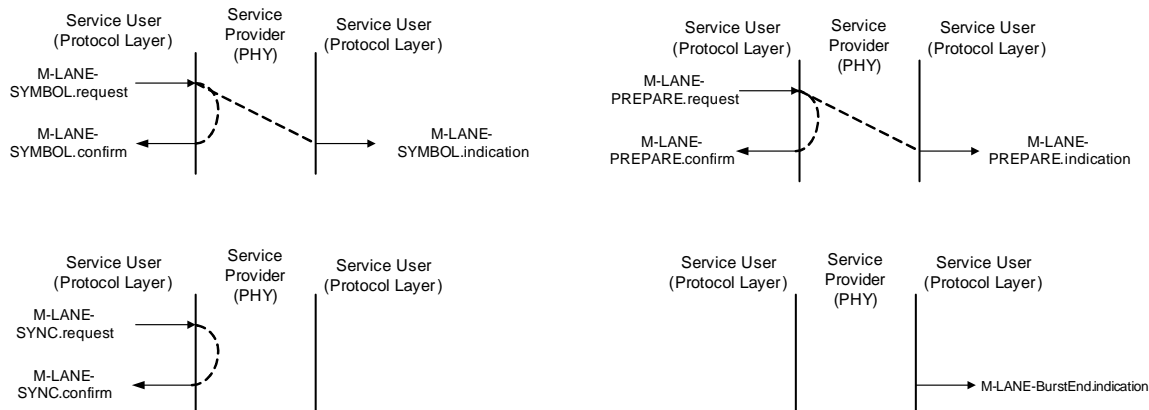 Service User
(Protocol Layer)
Service
Provider
(PHY)
Service User
(Protocol Layer)
M-LANE-
SYMBOL.request
M-LANE-
SYMBOL.confirm
M-LANE-
SYMBOL.indication
Service User
(Protocol Layer)
Service
Provider
(PHY)
Service User
(Protocol Layer)
M-LANE-
PREPARE.request
M-LANE-
PREPARE.confirm
M-LANE-
PREPARE.indication
Service User
(Protocol Layer)
Service
Provider
(PHY)
Service User
(Protocol Layer)
M-LANE-
SYNC.request
M-LANE-
SYNC.confirm
Service User
(Protocol Layer)
Service
Provider
(PHY)
Service User
(Protocol Layer)
M-LANE-BurstEnd.indication